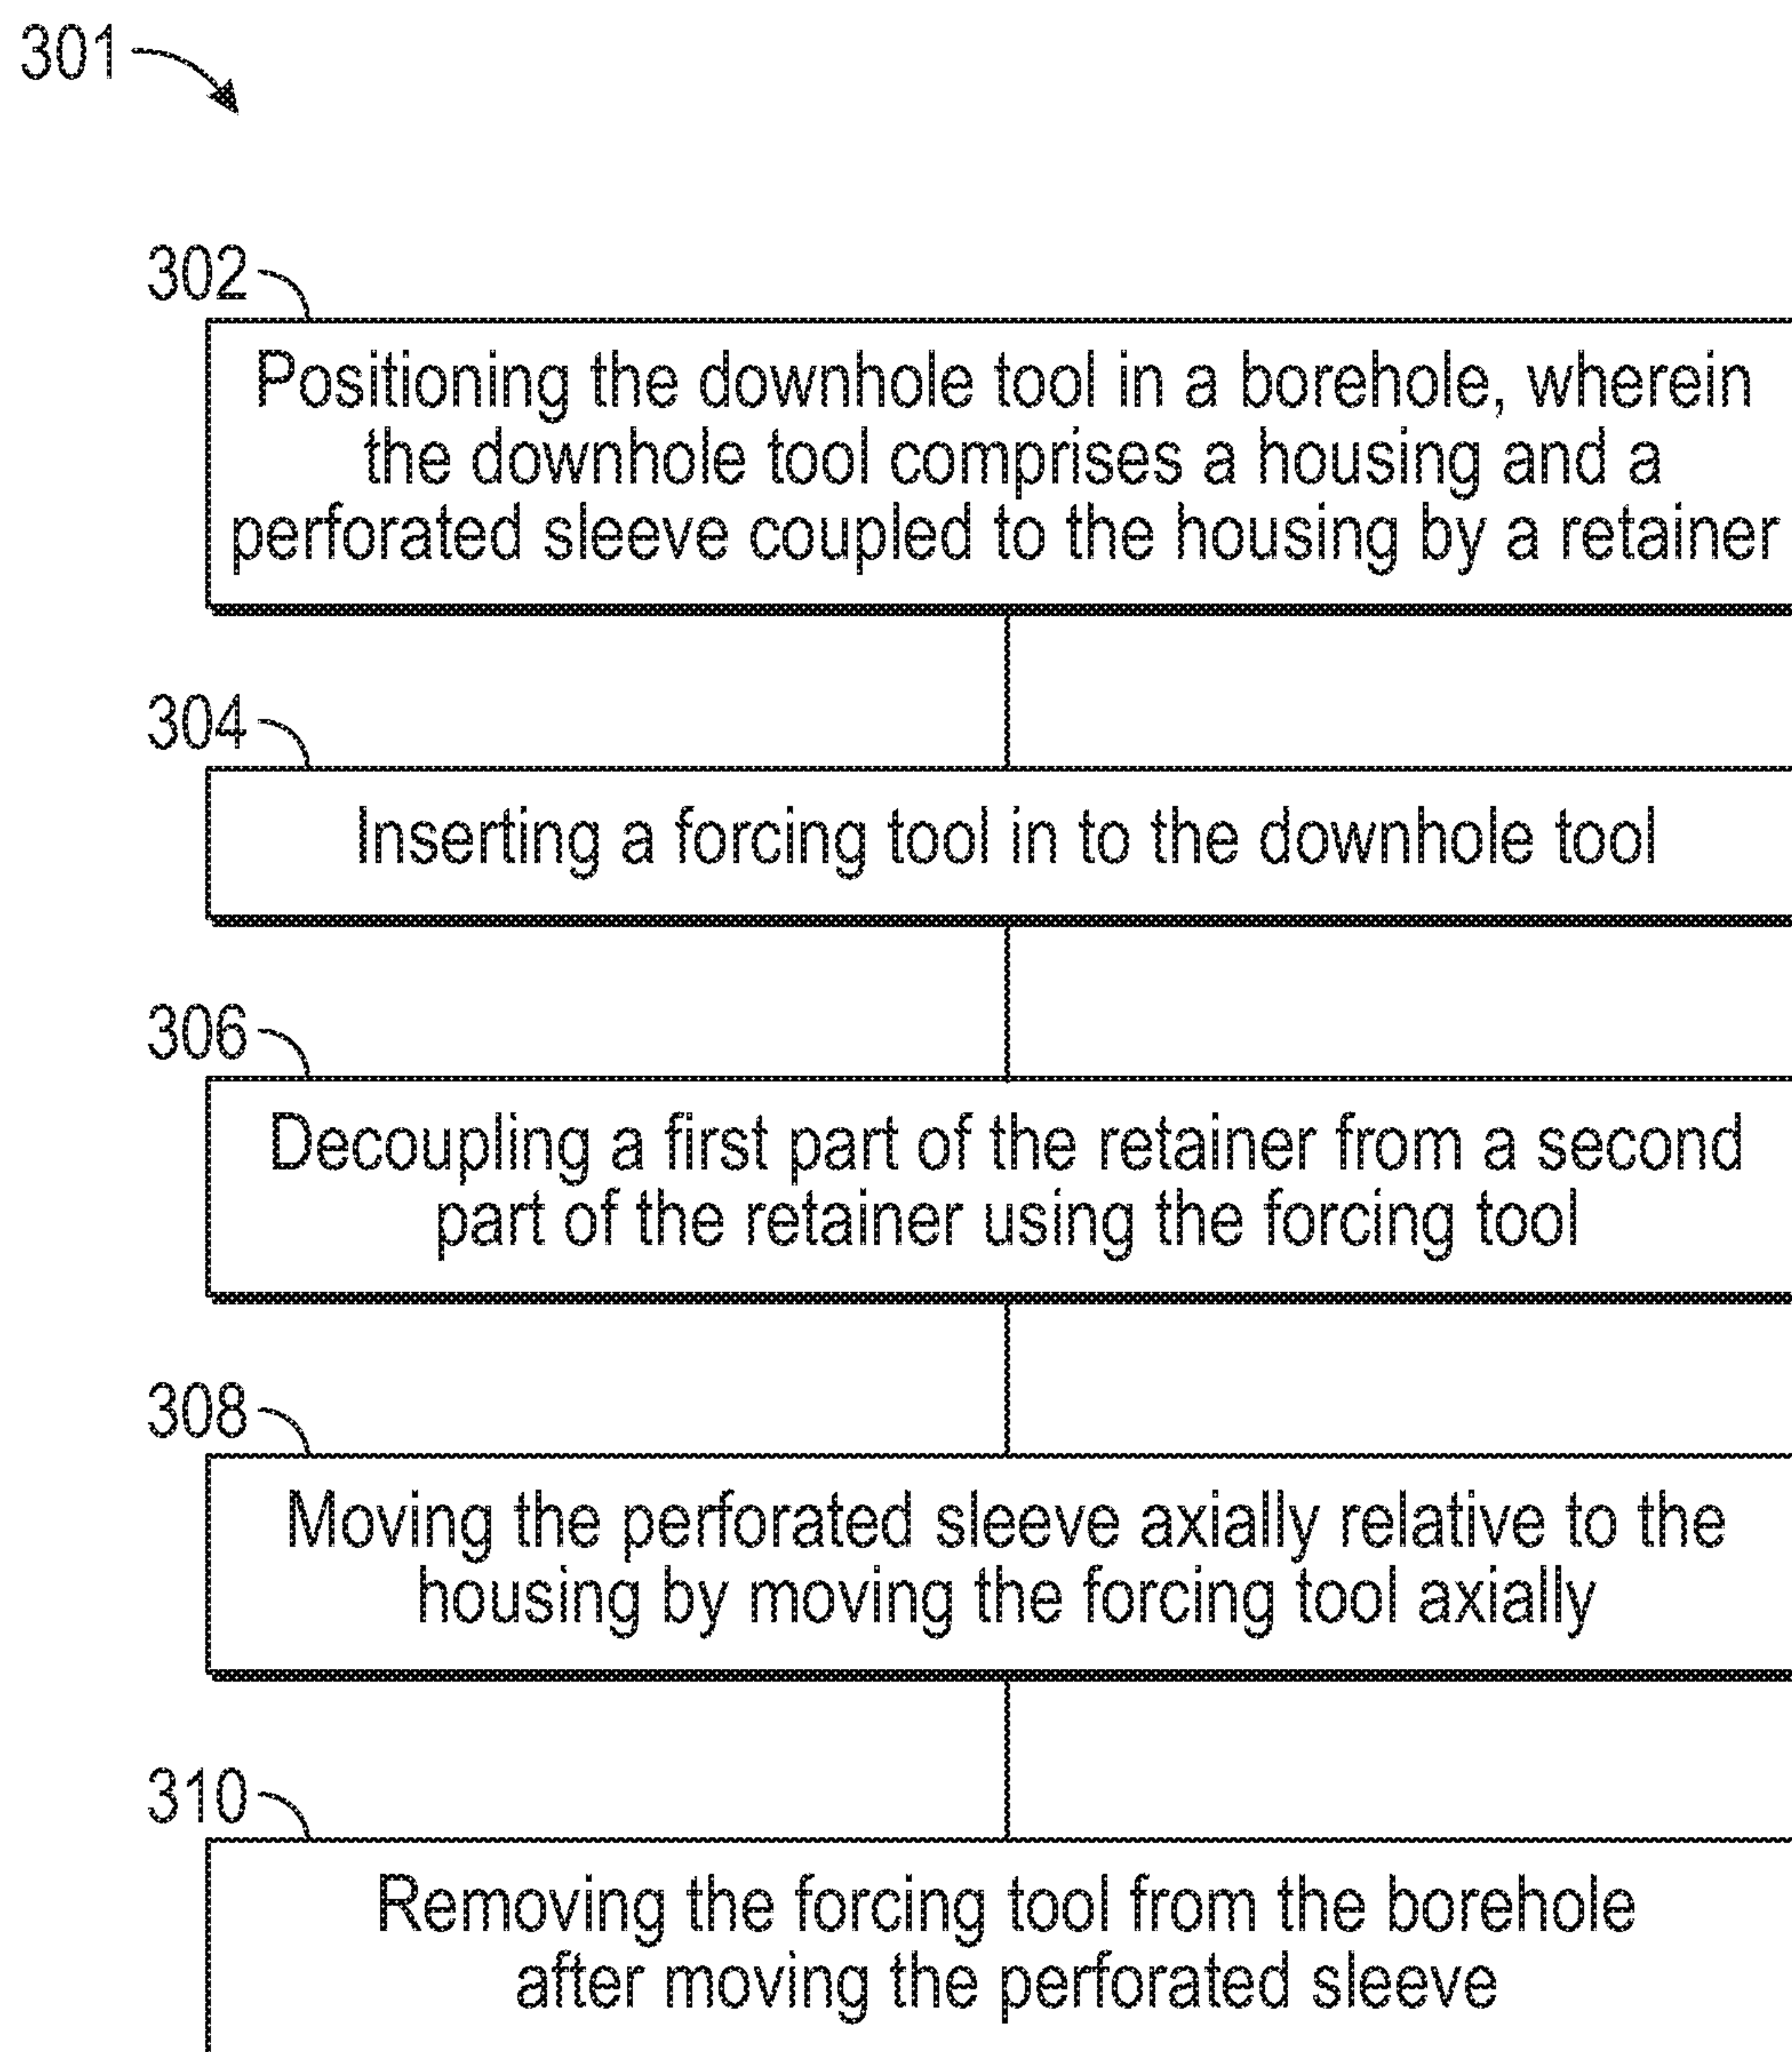 301
302
Positioning the downhole tool in a borehole, wherein
the downhole tool comprises a housing and a
perforated sleeve coupled to the housing by a retainer
304
Inserting a forcing tool in to the downhole tool
306
Decoupling a first part of the retainer from a second
part of the retainer using the forcing tool
308
Moving the perforated sleeve axially relative to the
housing by moving the forcing tool axially
310
Removing the forcing tool from the borehole
after moving the perforated sleeve